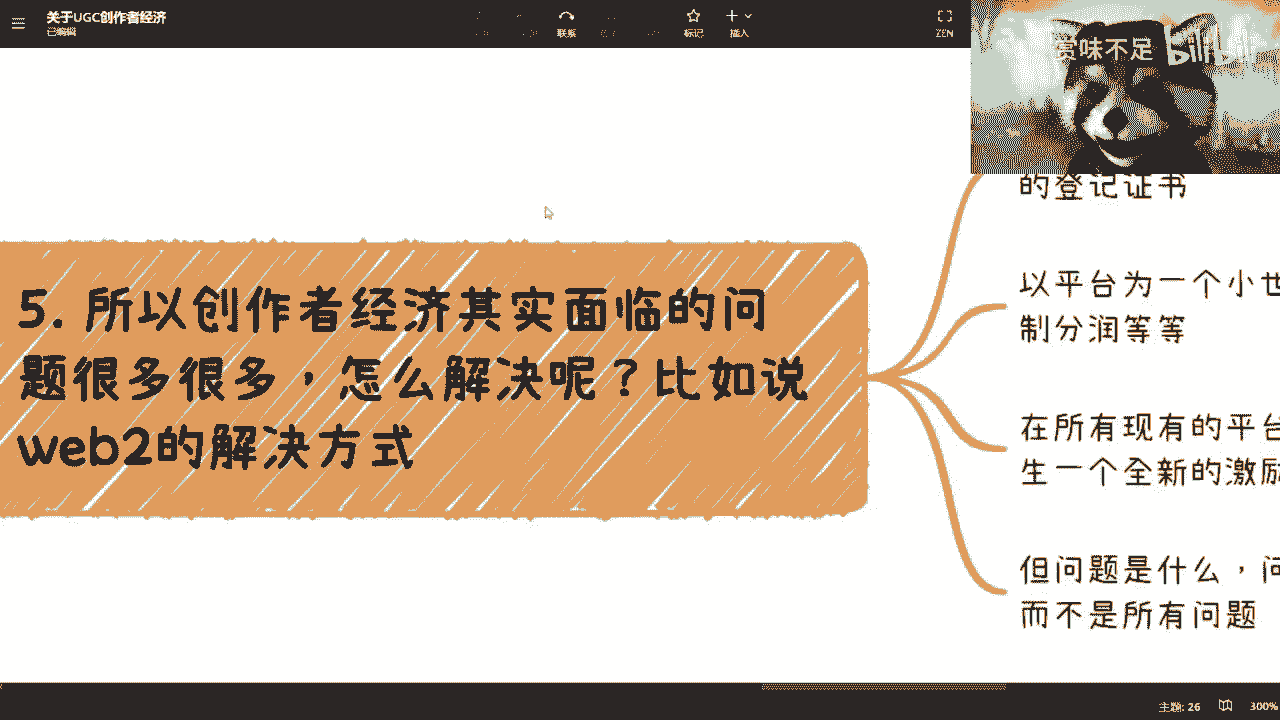 关于UGC创作者经济
已编辑
联系
标记
插入
ZEN
赏味不足 bilibili
的登记证书
5. 所以创作者经济其实面临的问
题很多很多，怎么解决呢？比如说
web2的解决方式
以平台为一个小世
制分润等等
在所有现有的平台
生一个全新的激励
但问题是什么，问
而不是所有问题
主题: 26
300%